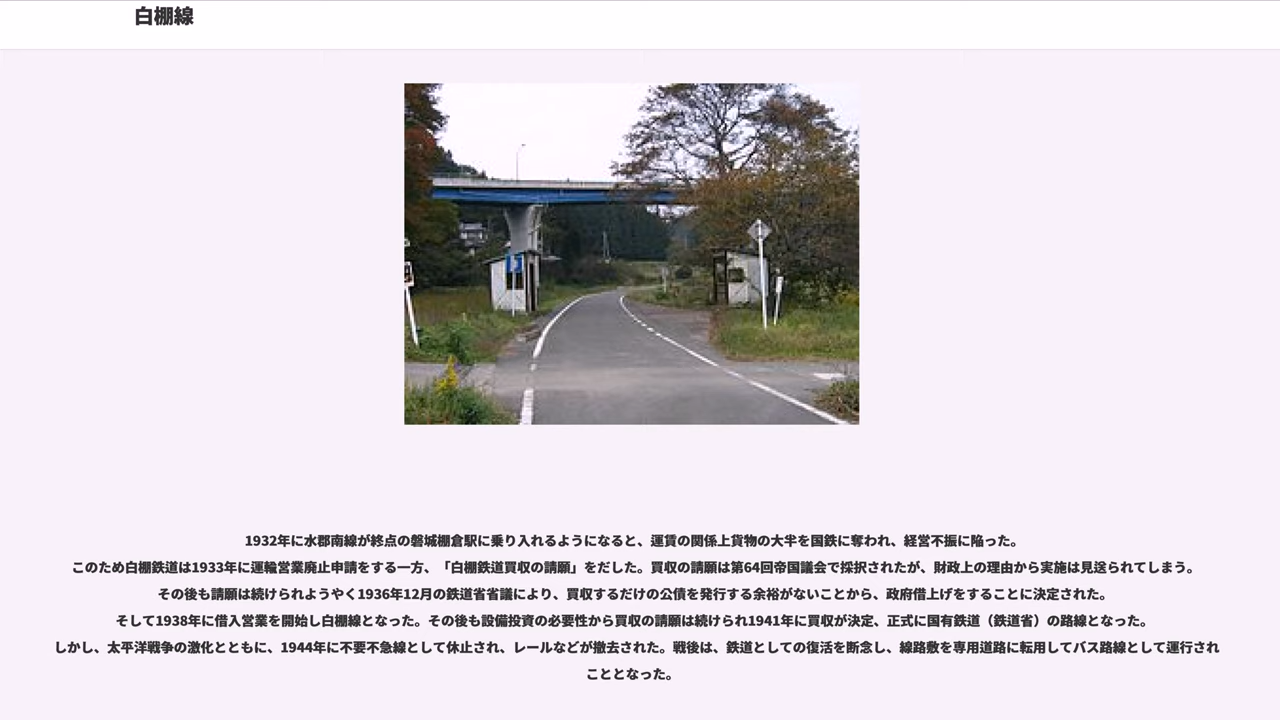 白棚線
1932年に水郡南線が終点の磐城棚倉駅に乗り入れるようになると、運賃の関係上貨物の大半を国鉄に奪われ、経営不振に陥った。
このため白棚鉄道は1933年に運輸営業廃止申請をする一方、「白棚鉄道買収の請願」をだした。買収の請願は第64回帝国議会で採択されたが、財政上の理由から実施は見送られてしまう。
その後も請願は続けられようやく1936年12月の鉄道省省議により、買収するだけの公債を発行する余裕がないことから、政府借上げをすることに決定された。
そして1938年に借入営業を開始し白棚線となった。その後も設備投資の必要性から買収の請願は続けられ1941年に買収が決定、正式に国有鉄道（鉄道省）の路線となった。
しかし、太平洋戦争の激化とともに、1944年に不要不急線として休止され、レールなどが撤去された。戦後は、鉄道としての復活を断念し、線路敷を専用道路に転用してバス路線として運行され
こととなった。